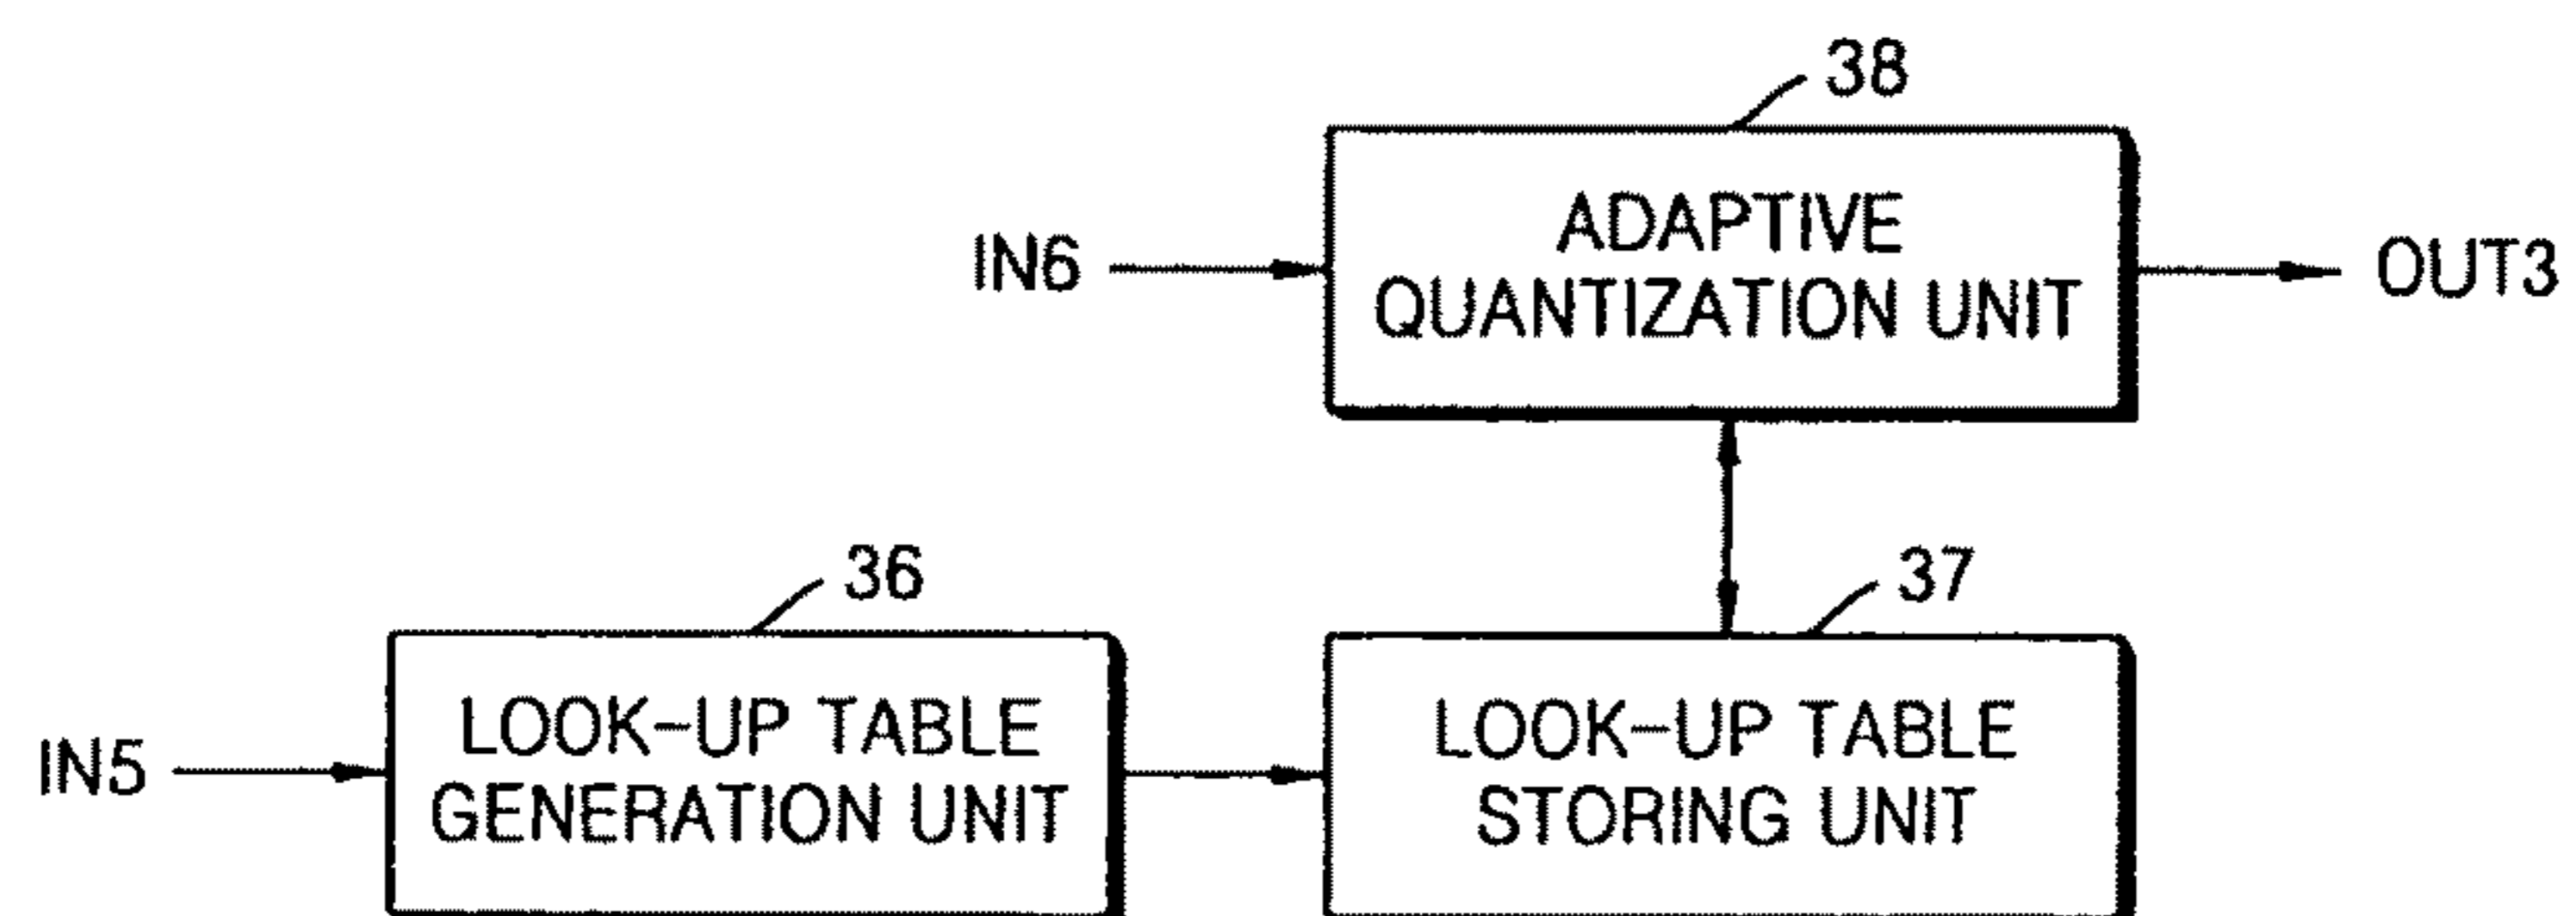 38
ADAPTIVE
IN6
QUANTIZATION UNIT
OUT3
36
37
IN5
LOOK-UP TABLE
GENERATION UNIT
LOOK-UP TABLE
STORING UNIT